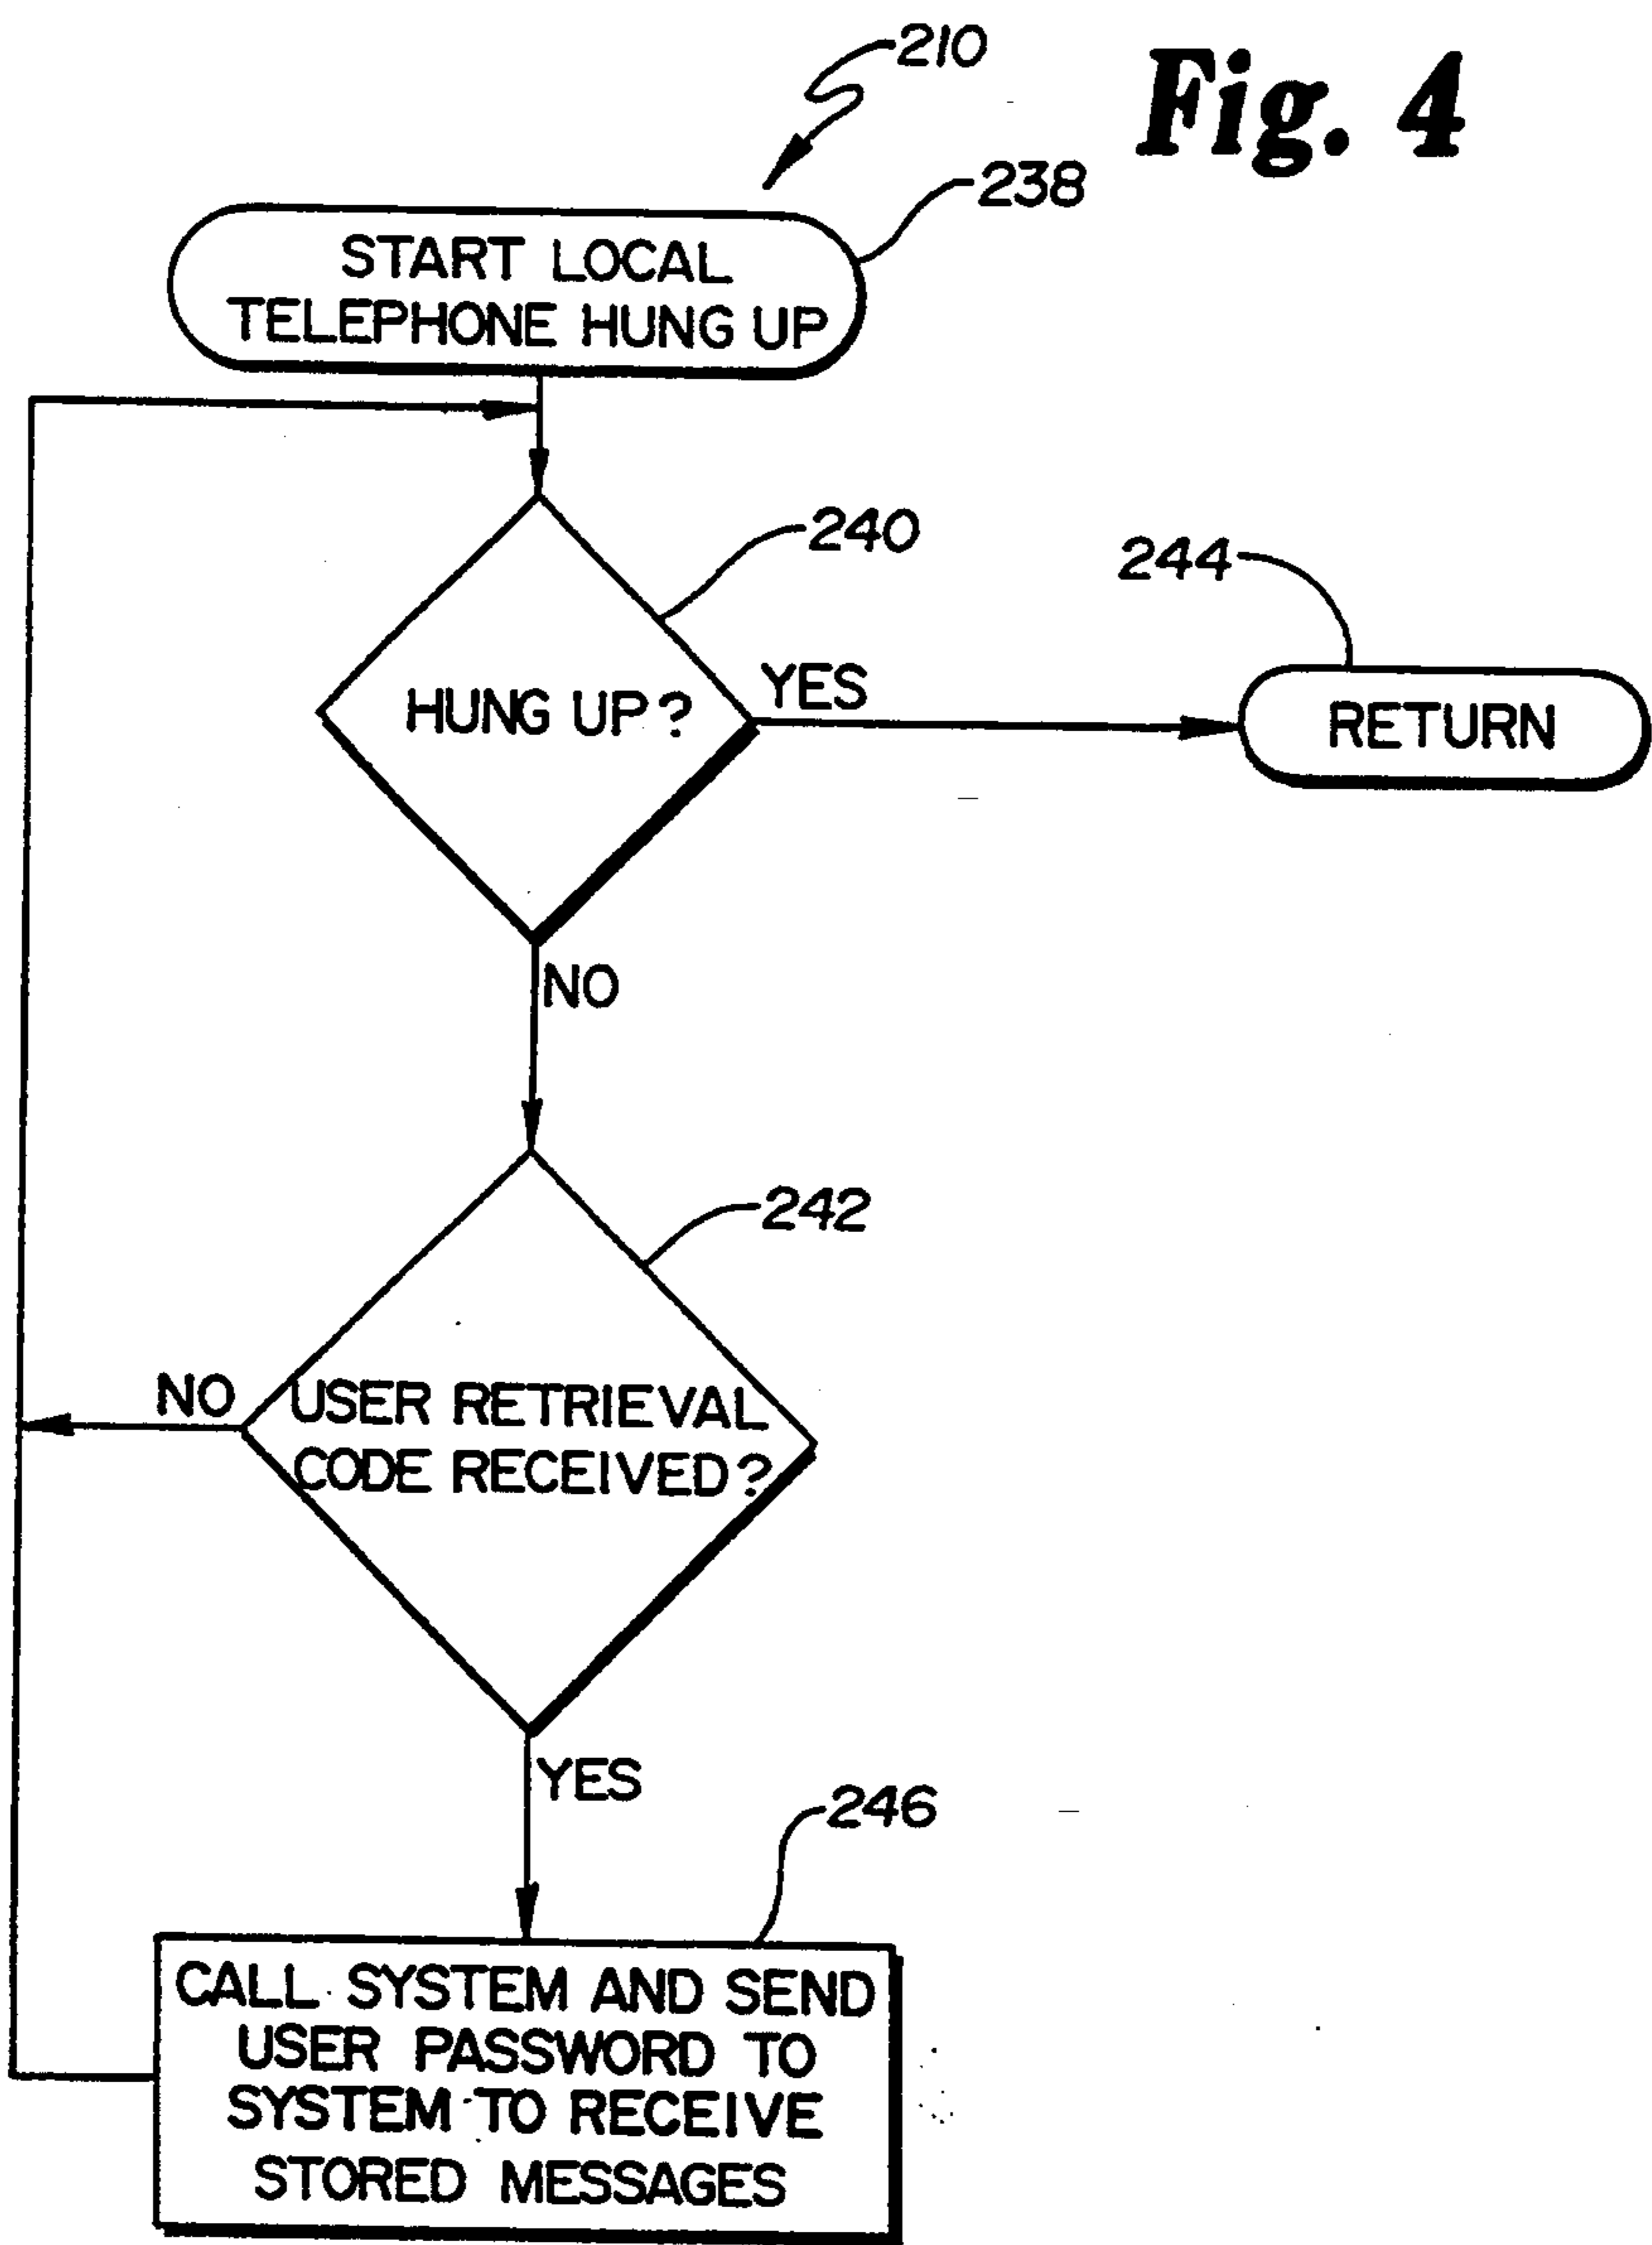 210
Fig. 4
238
START LOCAL
TELEPHONE HUNG UP
240
244
HUNG UP?
YES
RETURN
NO
242
NO
USER RETRIEVAL
CODE RECEIVED?
YES
246
CALL SYSTEM AND SEND
USER PASSWORD TO
SYSTEM TO RECEIVE
STORED MESSAGES